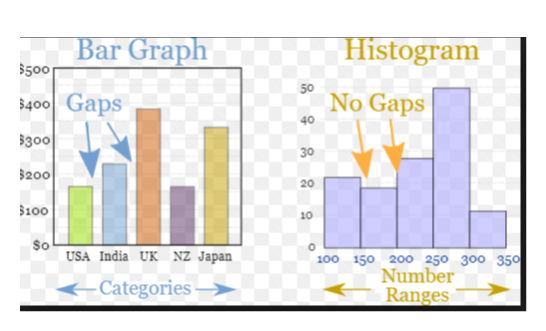 Bar Graph
$500
$400
$300
$200
$100
$0
Gaps
USA India UK NZ Japan
Categories
Histogram
50
40
30
20
10
0
No Gaps
100 150 200 250 300 350
Number
Ranges